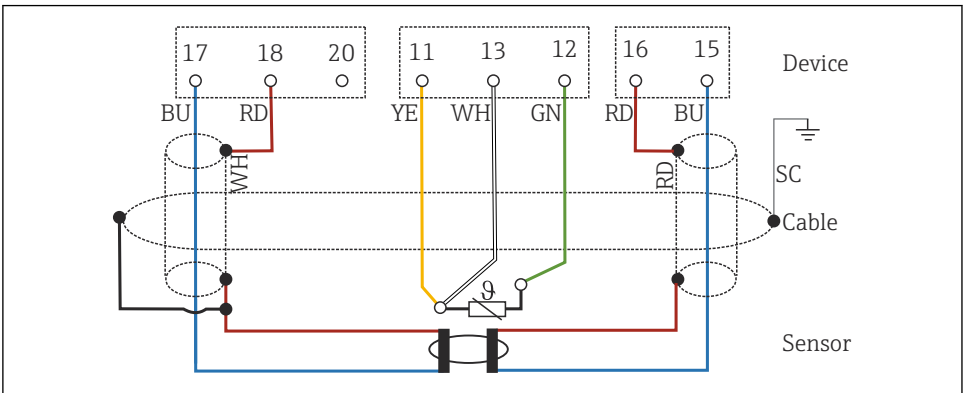 17 18 20 11 13 12 16 15
Device
BU RD YE WH GN RD BU
WH
RD
SC
Cable
ϑ
Sensor